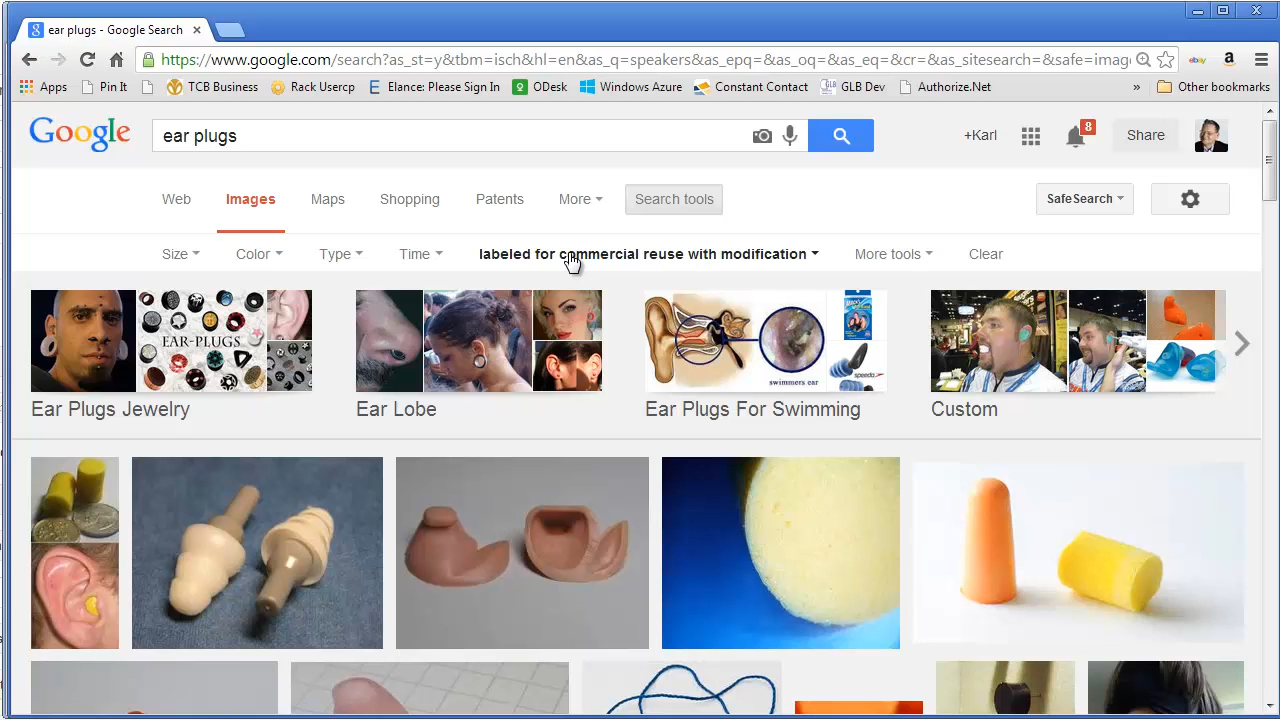 ear plugs - Google Search
https://www.google.com/search?as_st=y&tbm=isch&hl=en&as_q=speakers&as_epq=&as_oq=&as_eq=&cr=&as_sitesearch=&safe=imag
Apps Pin It TCB Business Rack Usercp Elance: Please Sign In ODesk Windows Azure Constant Contact GLB Dev Authorize.Net » Other bookmarks
Google ear plugs +Karl 8 Share
Web Images Maps Shopping Patents More Search tools SafeSearch
Size Color Type Time labeled for commercial reuse with modification More tools Clear
EAR-PLUGS
swimmers ear
speedo
Ear Plugs Jewelry Ear Lobe Ear Plugs For Swimming Custom